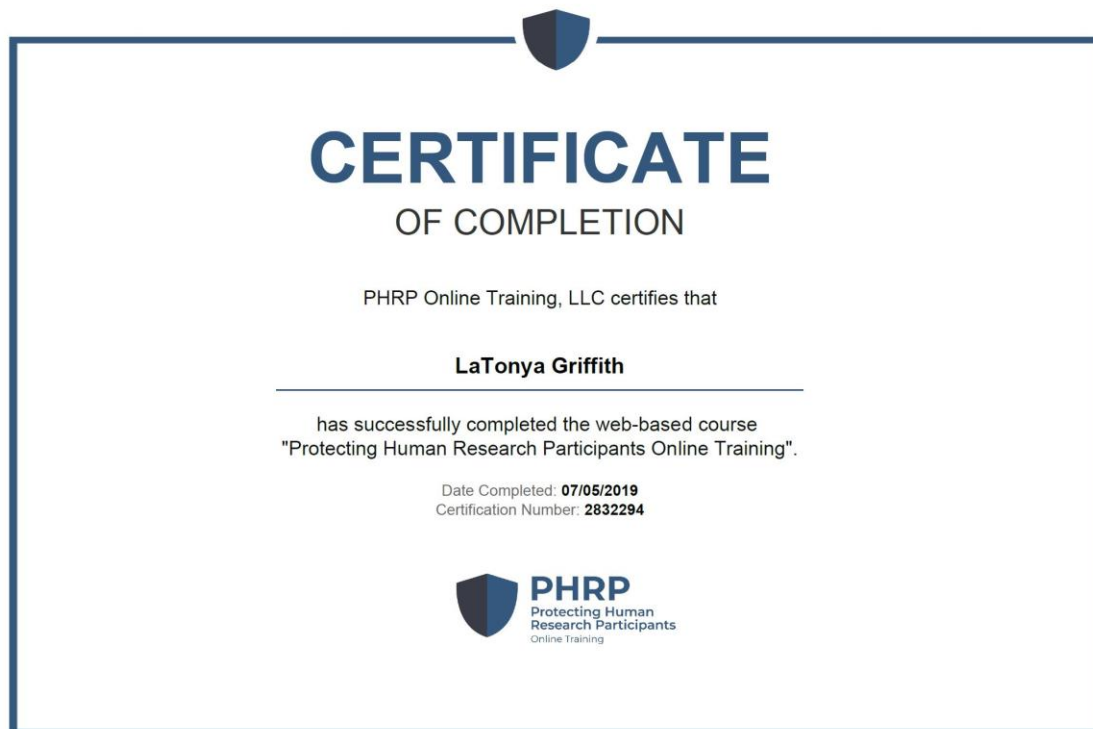 CERTIFICATE
OF COMPLETION
PHRP Online Training, LLC certifies that
LaTonya Griffith
has successfully completed the web-based course
"Protecting Human Research Participants Online Training".
Date Completed: 07/05/2019
Certification Number: 2832294
PHRP
Protecting Human
Research Participants
Online Training